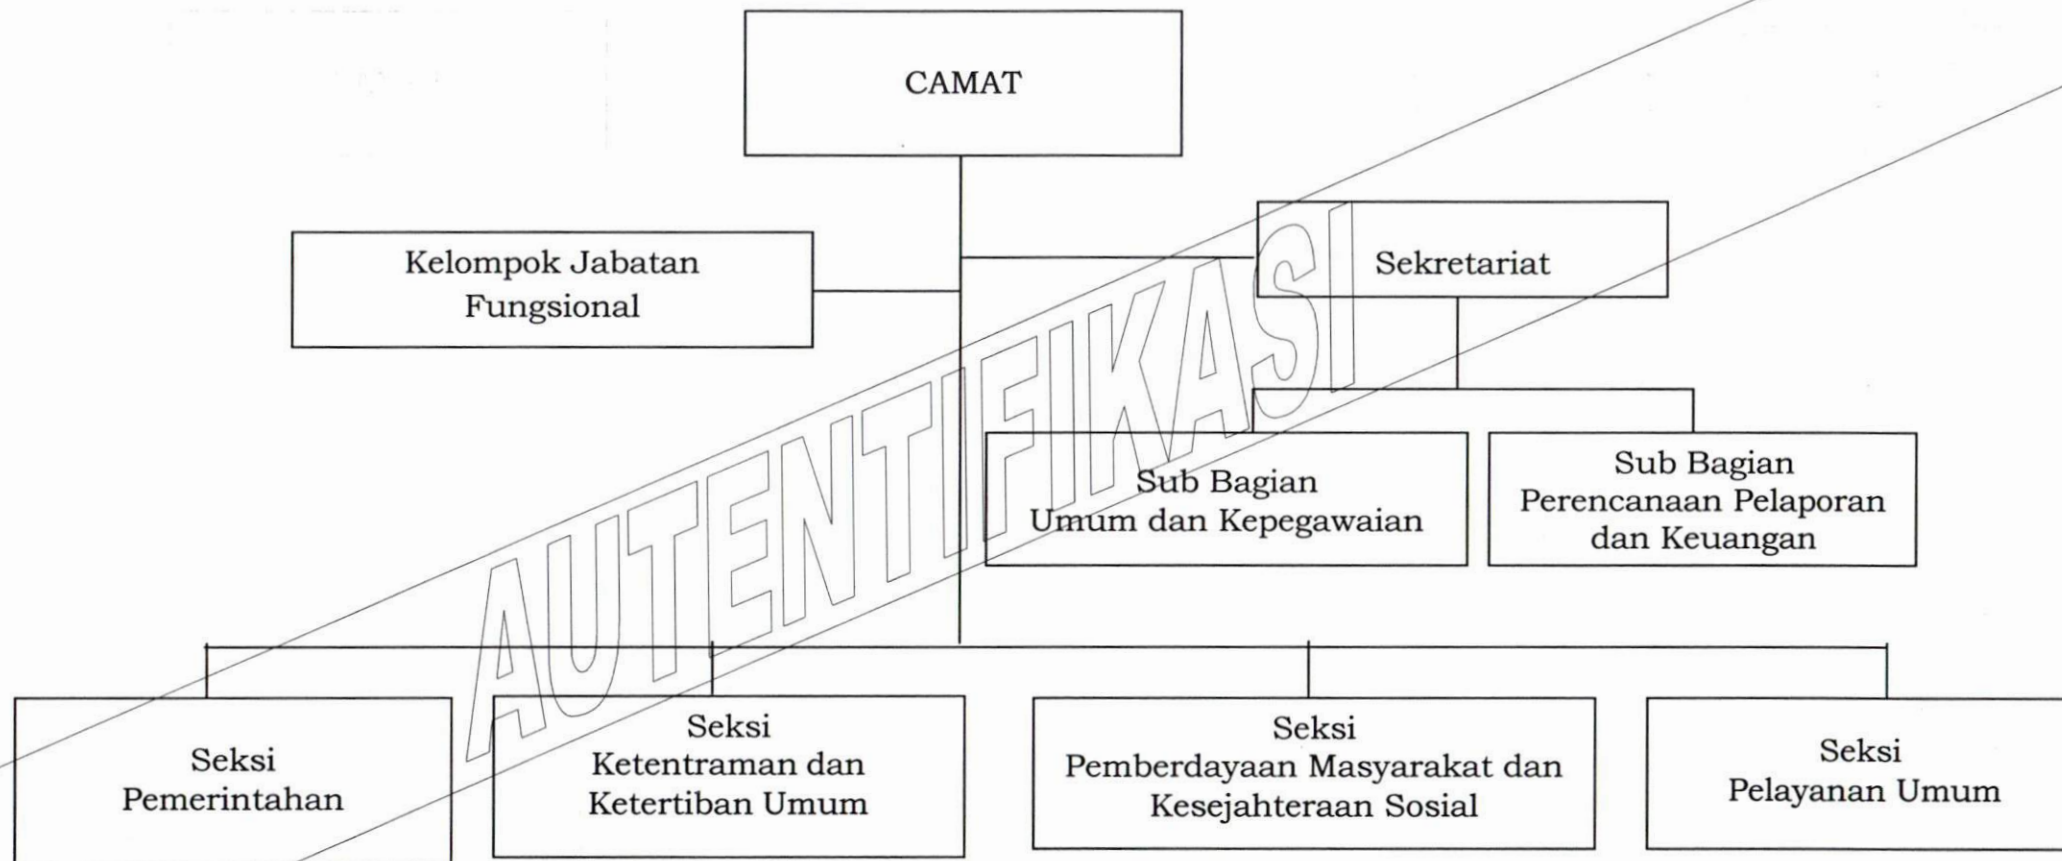 CAMAT
Kelompok Jabatan
Fungsional
Sekretariat
Sub Bagian
Umum dan Kepegawaian
Sub Bagian
Perencanaan Pelaporan
dan Keuangan
AUTENTIFIKASI
Seksi
Pemerintahan
Seksi
Ketentraman dan
Ketertiban Umum
Seksi
Pemberdayaan Masyarakat dan
Kesejahteraan Sosial
Seksi
Pelayanan Umum